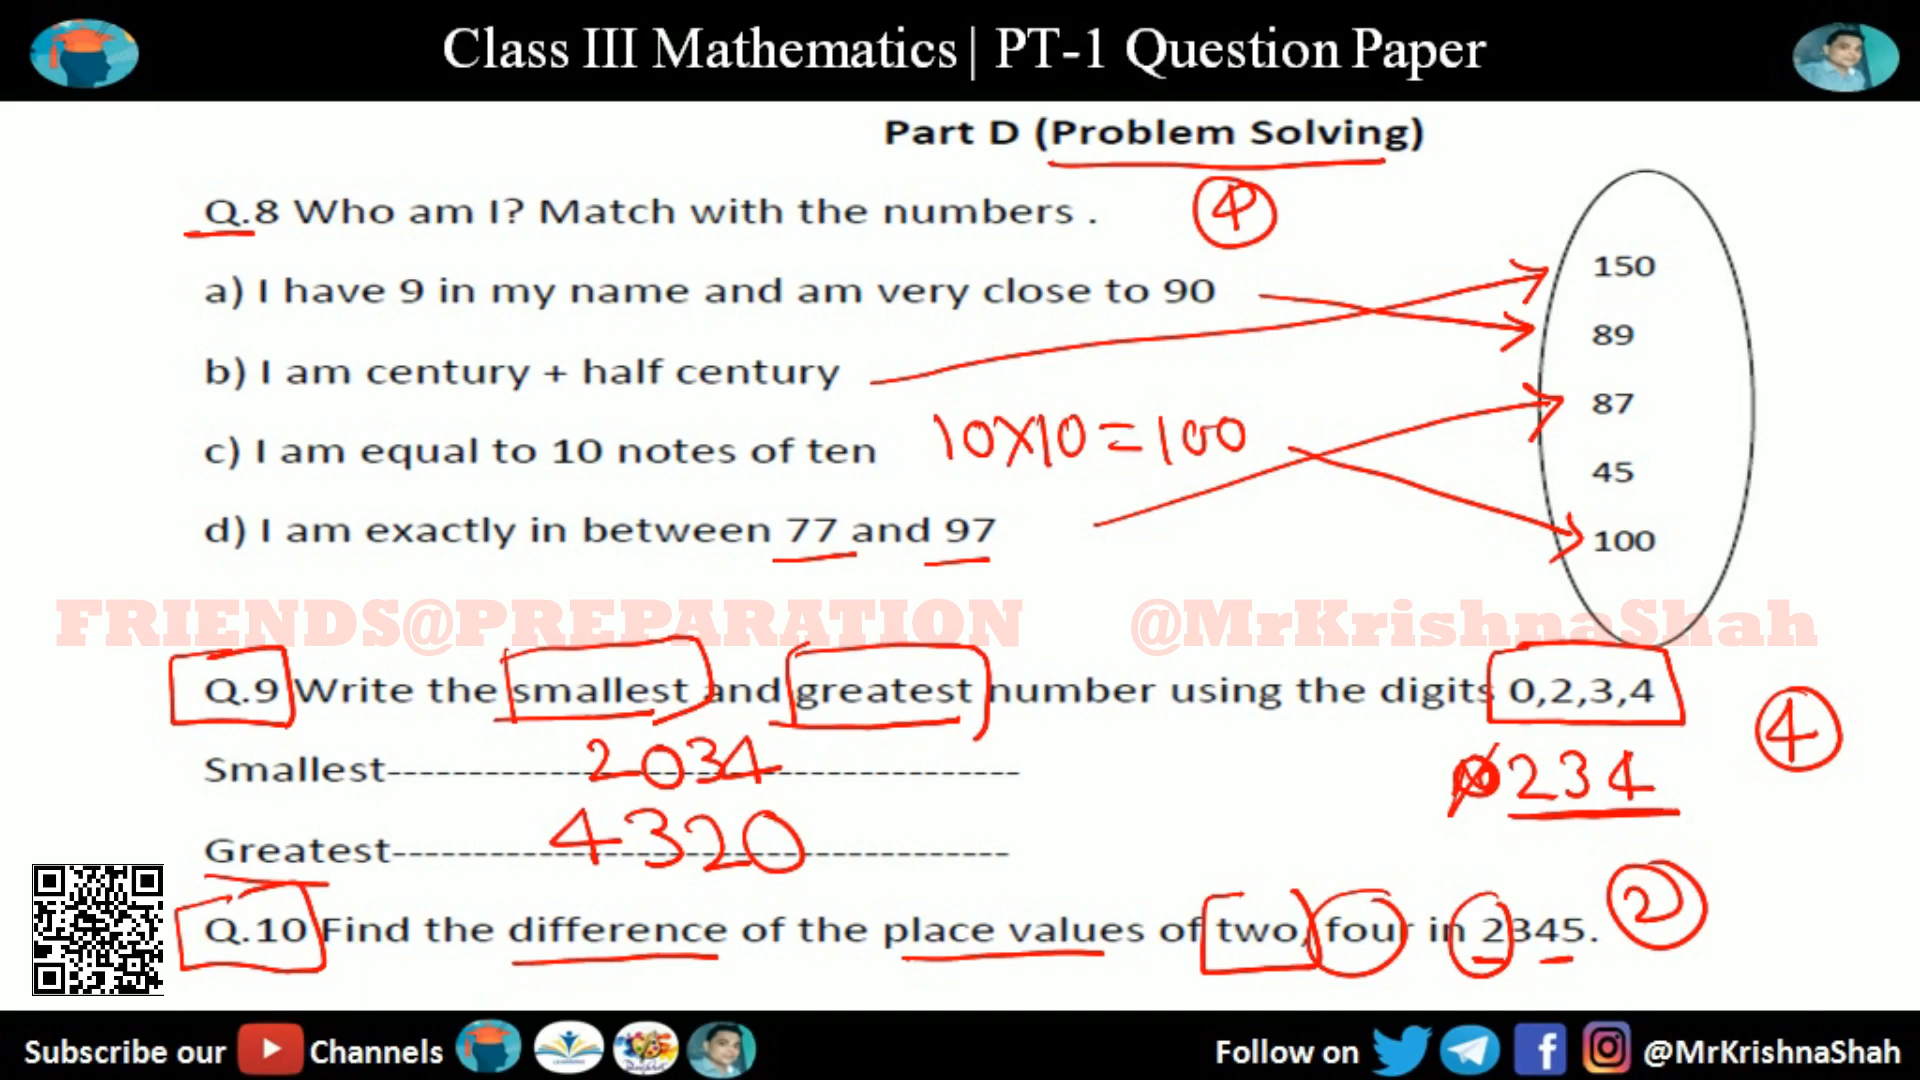 Class III Mathematics| PT-1 Question Paper
Part D (Problem Solving)
Q.8 Who am I? Match with the numbers .
4
150
a) I have 9 in my name and am very close to 90
89
b) I am century + half century
87
c) I am equal to 10 notes of ten
10×10=100
45
d) I am exactly in between 77 and 97
100
FRIENDS@PREPARATION @MrKrishnaShah
Q.9 Write the smallest and greatest number using the digits 0,2,3,4
4
Smallest-------------------------------------- 2034
0234
Greatest-------------------------------------- 4320
Q.10 Find the difference of the place values of two, four in 2345.
2
Subscribe our Channels
Follow on @MrKrishnaShah